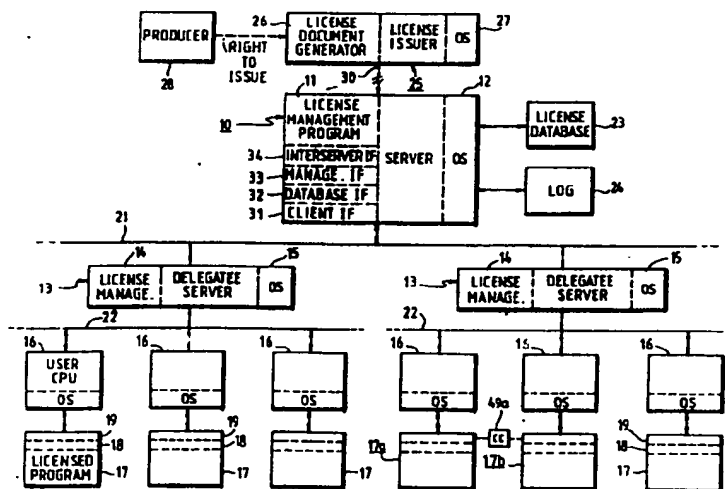 26 LICENSE DOCUMENT GENERATOR
LICENSE ISSUER
OS
27
PRODUCER
28
RIGHT TO ISSUE
30
25
11
12
10
LICENSE MANAGEMENT PROGRAM
SERVER
OS
LICENSE DATABASE
23
34 INTERSERVER IF
33 MANAGE. IF
32 DATABASE IF
31 CLIENT IF
LOG
24
21
14
15
14
15
13
LICENSE MANAGE.
DELEGATEE SERVER
OS
13
LICENSE MANAGE.
DELEGATEE SERVER
OS
22
22
16
16
16
16
16
USER CPU
OS
OS
OS
OS
OS
OS
49a
19
18
LICENSED PROGRAM
17
19
18
17
17
17a
CC
17b
19
18
17